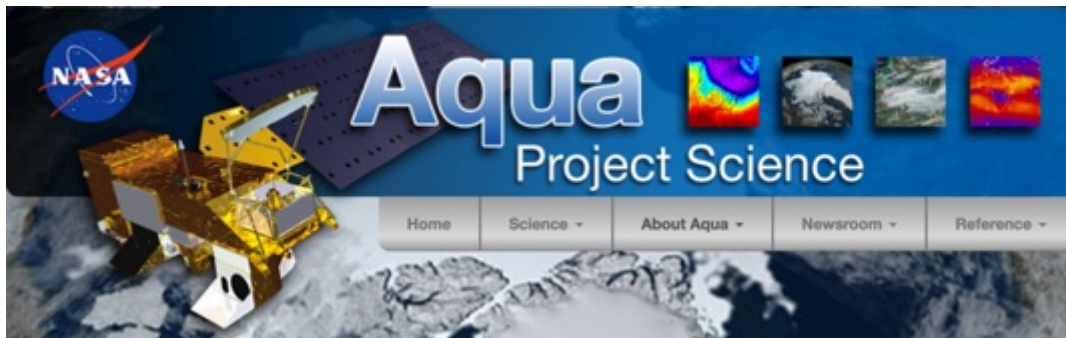 NASA
Aqua
Project Science
Home Science About Aqua Newsroom Reference